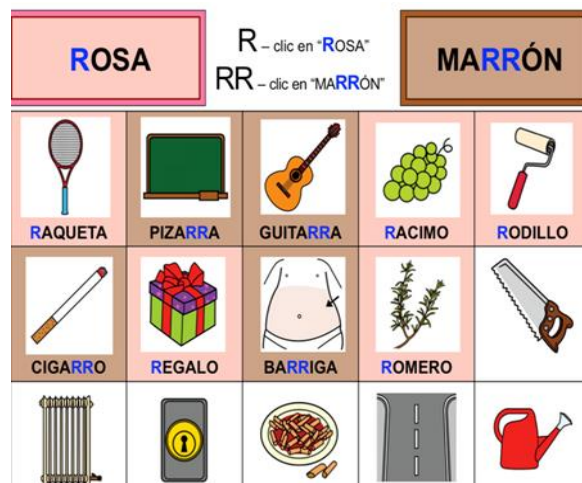 ROSA
R – clic en “ROSA”
RR – clic en “MARRÓN”
MARRÓN
RAQUETA
PIZARRA
GUITARRA
RACIMO
RODILLO
CIGARRO
REGALO
BARRIGA
ROMERO